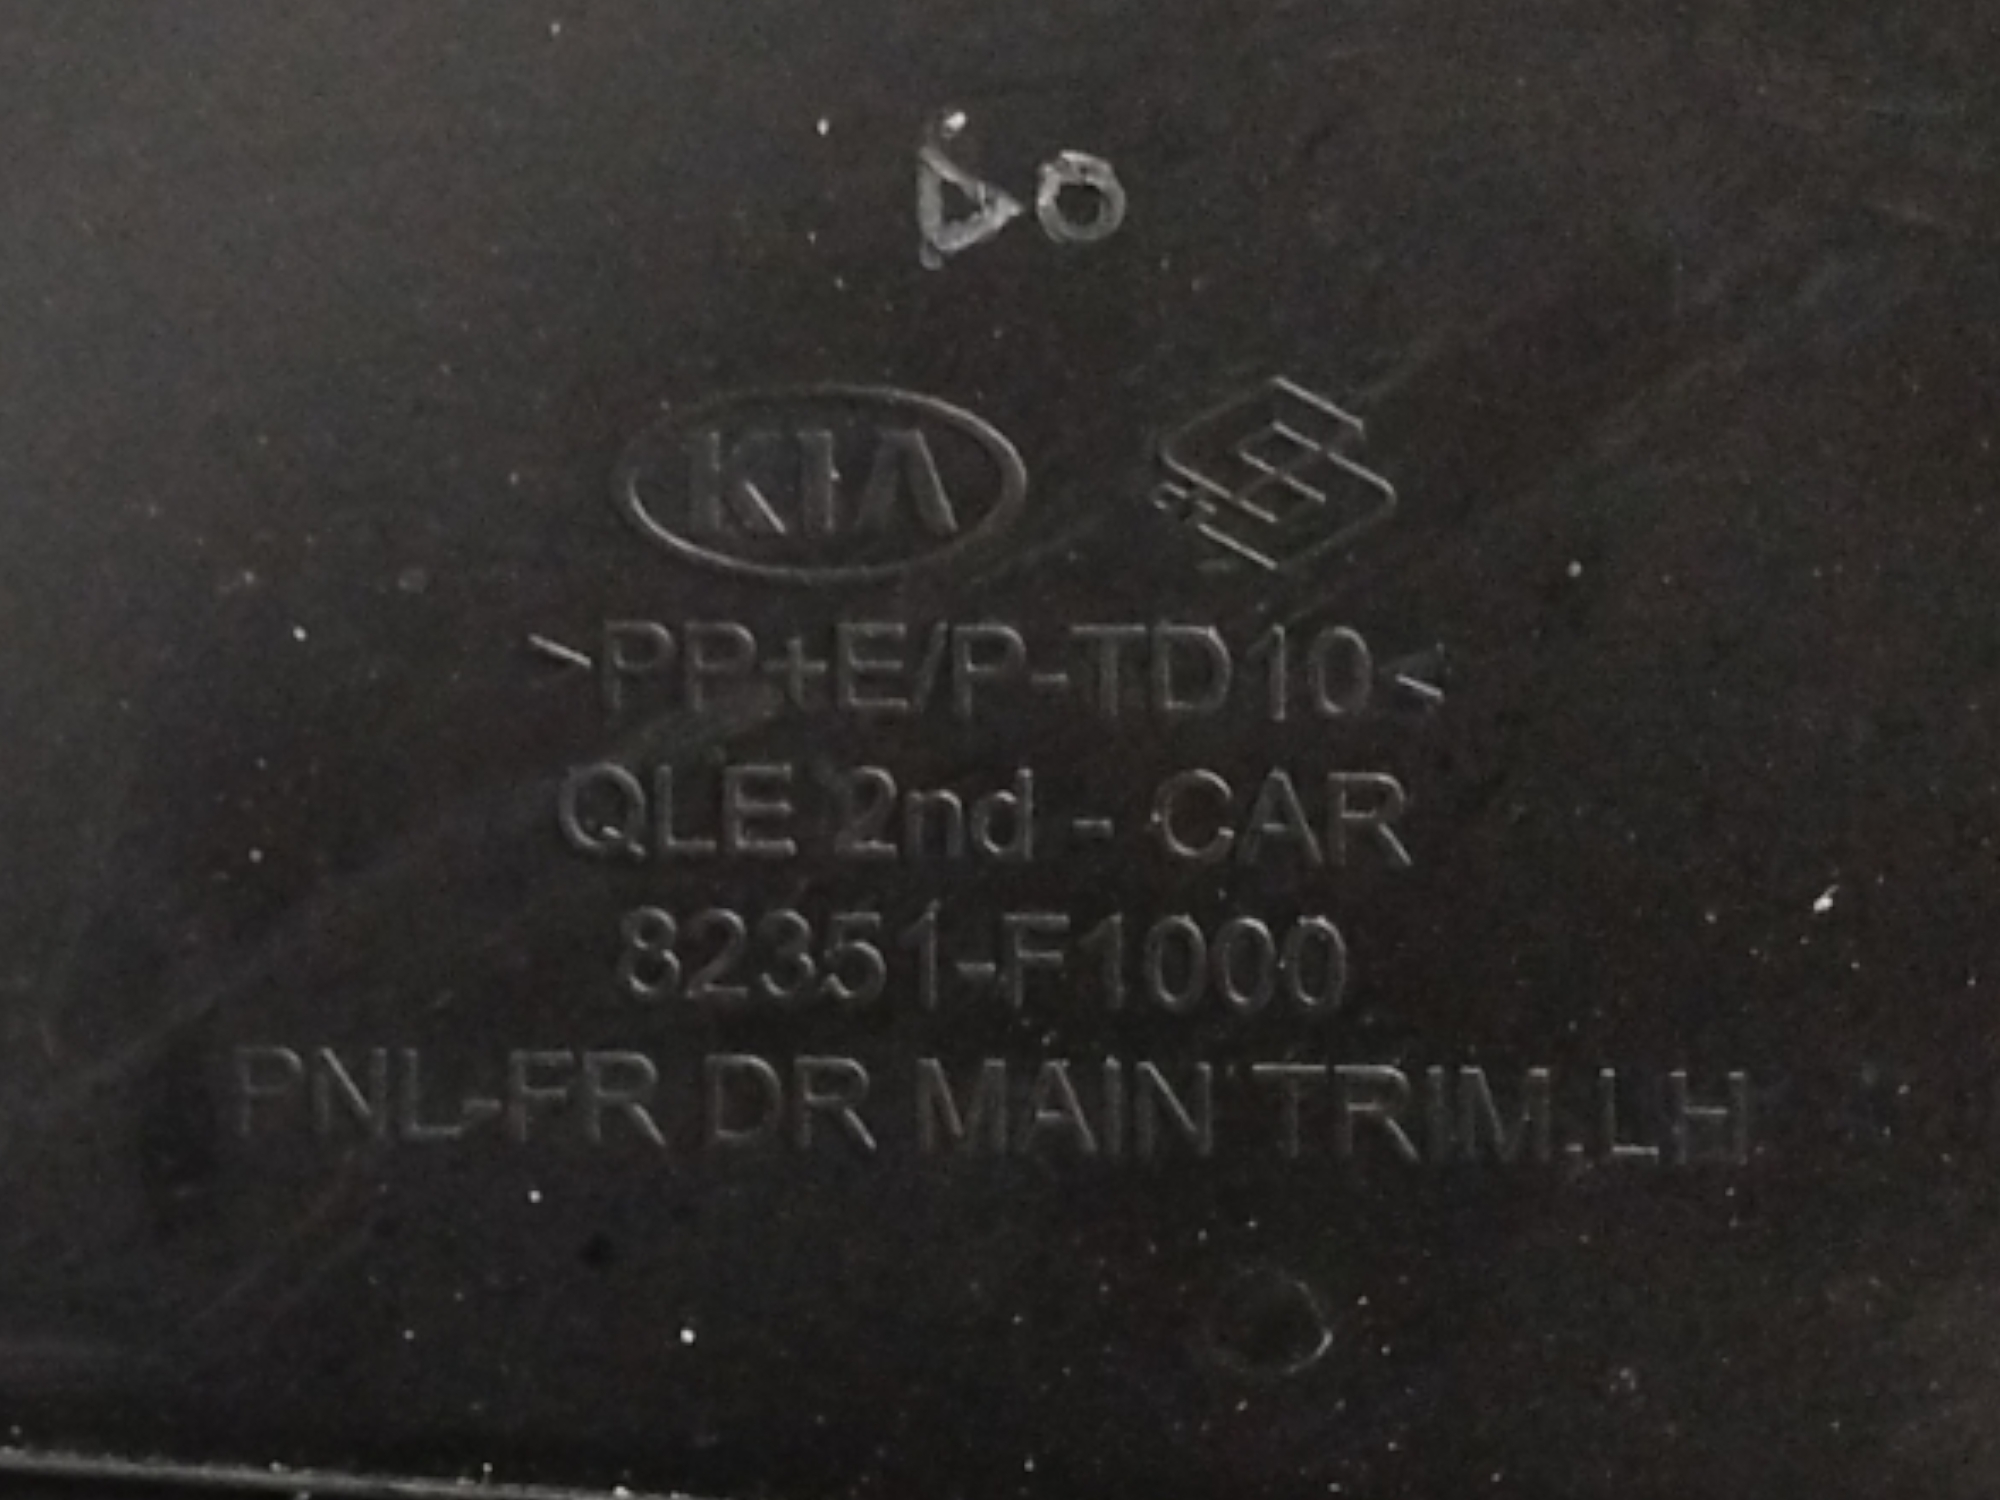 KIA
>PP+E/P-TD10<
QLE 2nd - CAR
82351-F1000
PNL-FR DR MAIN TRIM.LH